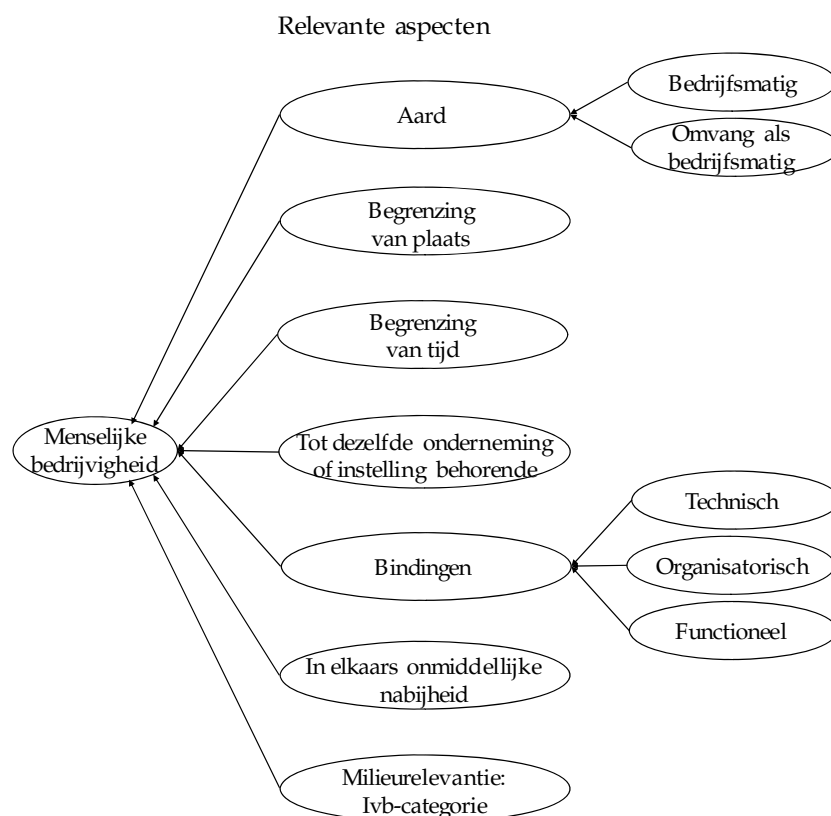 Relevante aspecten
Aard
Bedrijfsmatig
Omvang als
bedrijfsmatig
Begrenzing
van plaats
Begrenzing
van tijd
Menselijke
bedrijvigheid
Tot dezelfde onderneming
of instelling behorende
Bindingen
Technisch
Organisatorisch
Functioneel
In elkaars onmiddellijke
nabijheid
Milieurelevantie:
Ivb-categorie